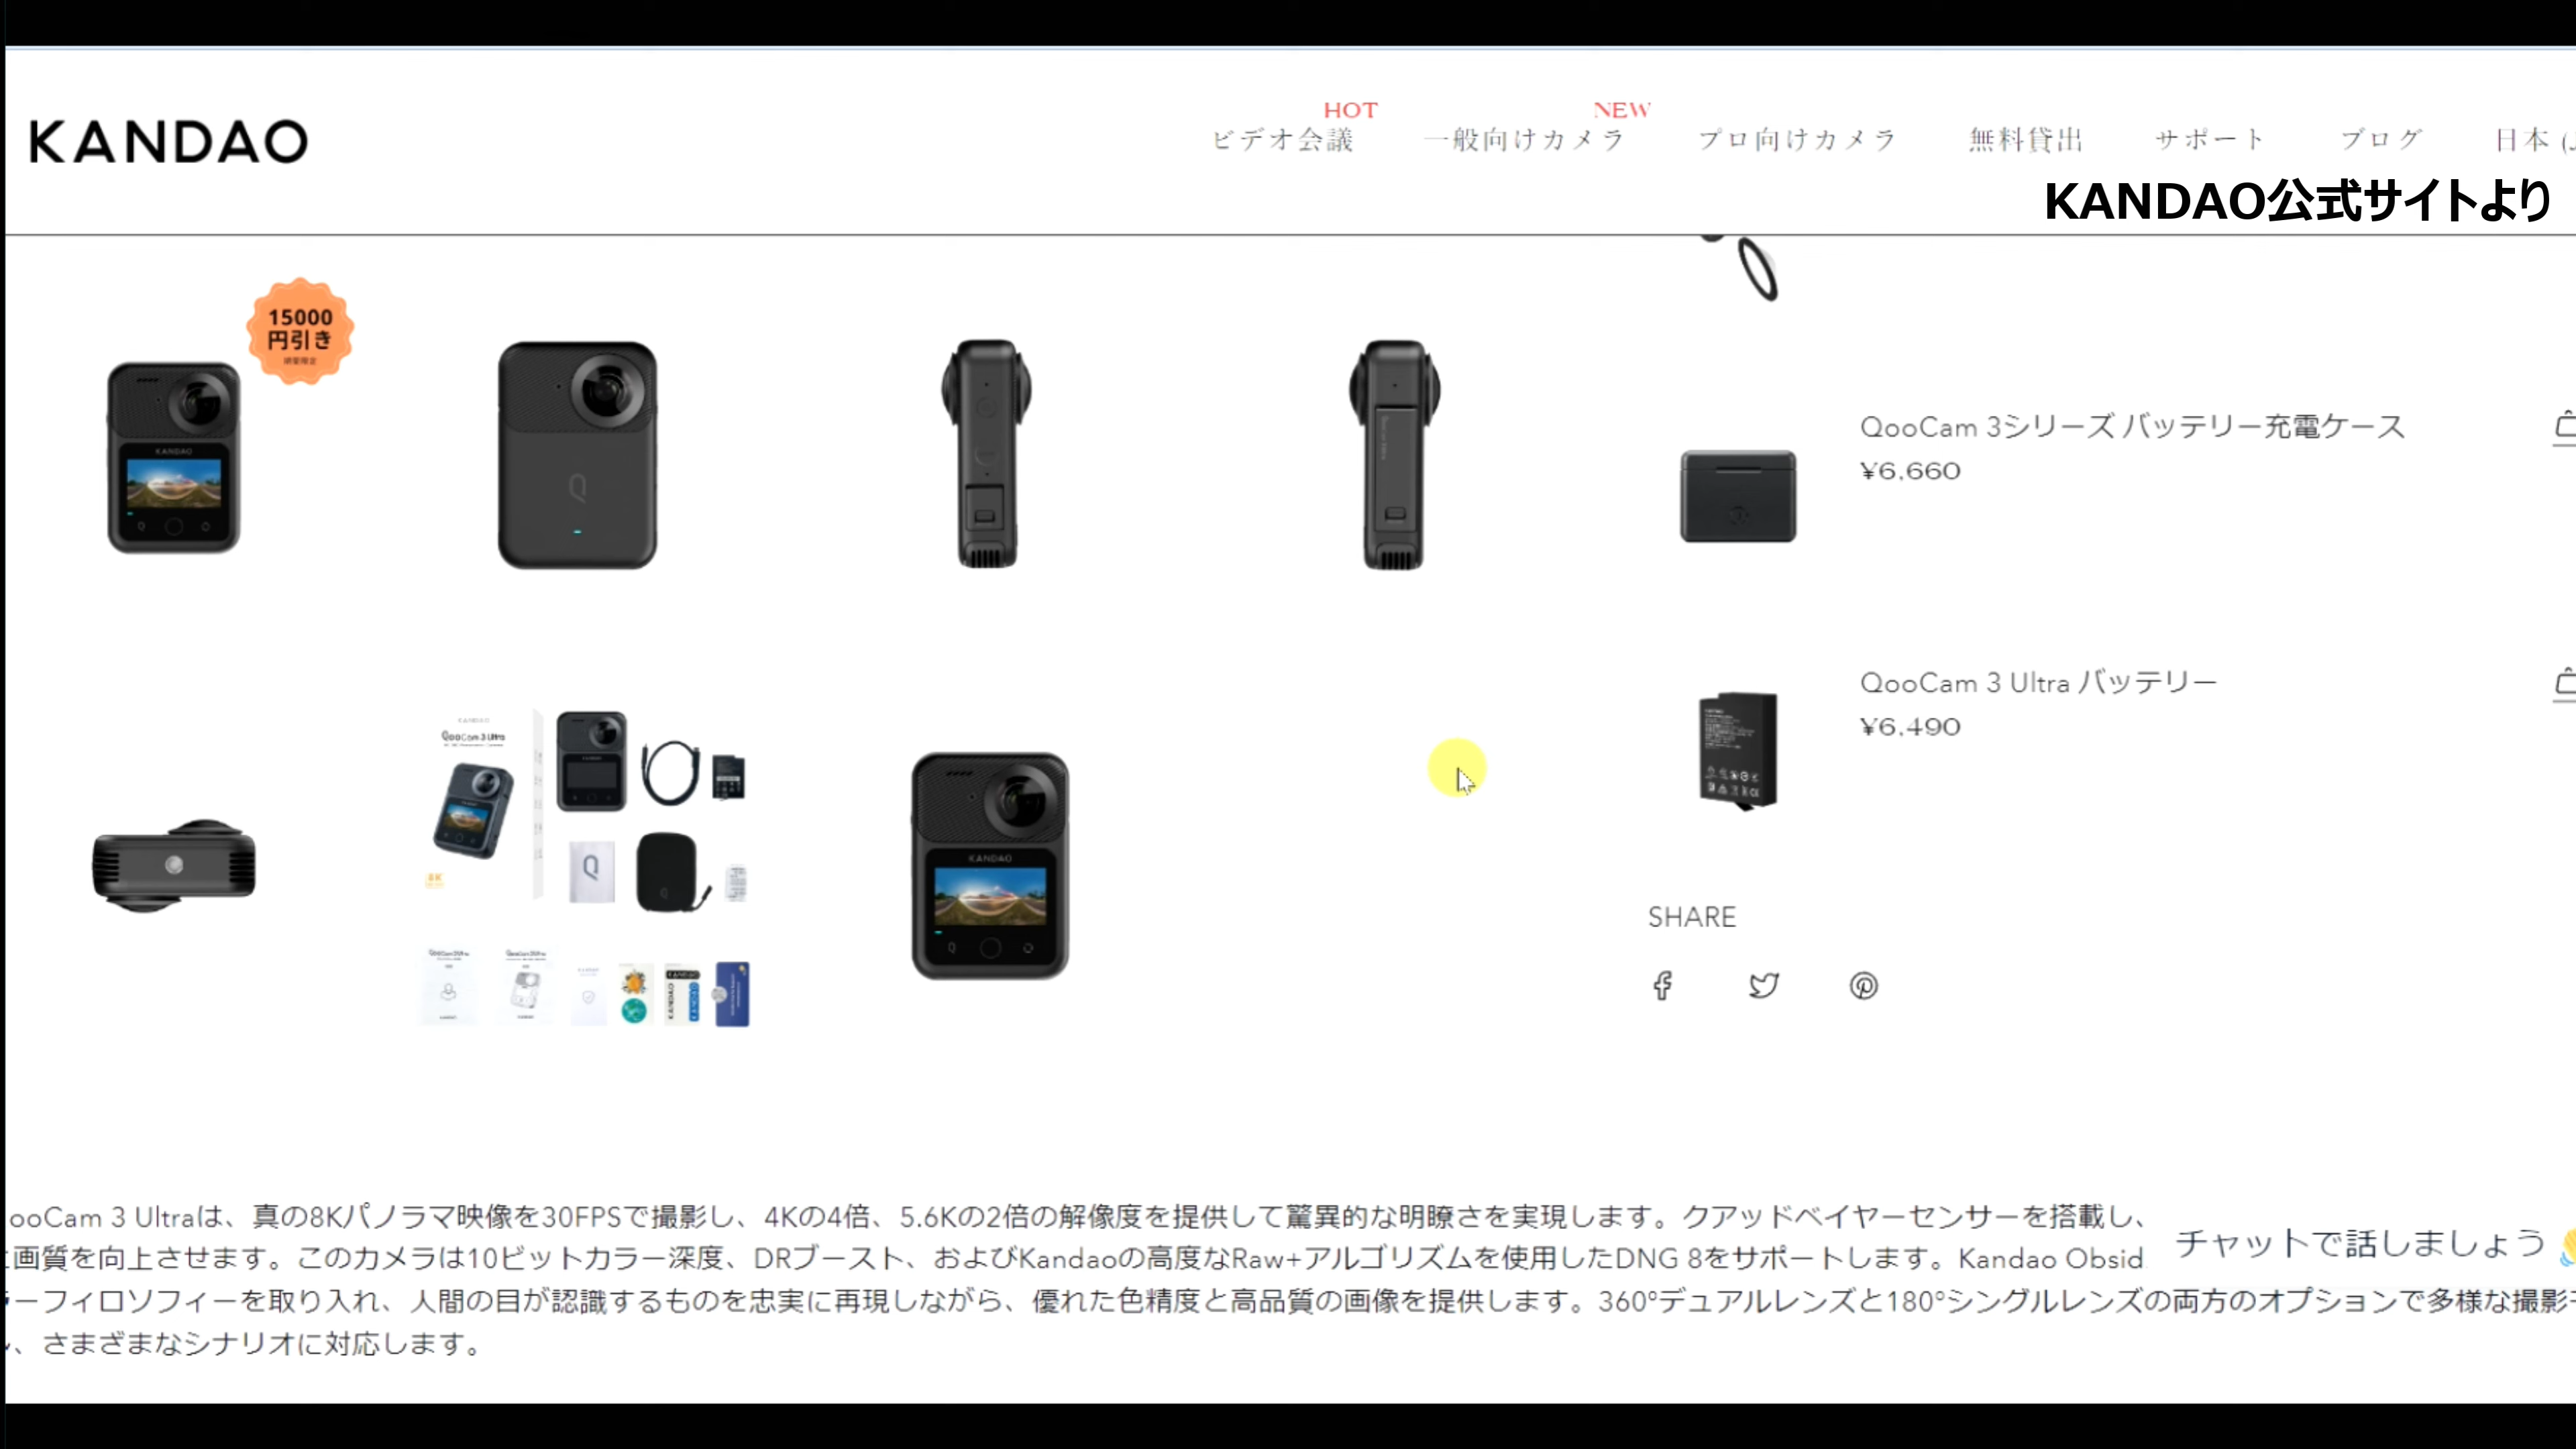 HOT
NEW
KANDAO
ビデオ会議
一般向けカメラ
プロ向けカメラ
無料貸出
サポート
ブログ
日本
KANDAO公式サイトより
15000
円引き
KANDAO
QooCam 3シリーズ バッテリー充電ケース
¥6,660
QooCam 3 Ultra バッテリー
¥6,490
QooCam 3 Ultra
8K
KANDAO
KANDAO
SHARE
ooCam 3 Ultraは、真の8Kパノラマ映像を30FPSで撮影し、4Kの4倍、5.6Kの2倍の解像度を提供して驚異的な明瞭さを実現します。クアッドベイヤーセンサーを搭載し、
画質を向上させます。このカメラは10ビットカラー深度、DRブースト、およびKandaoの高度なRaw+アルゴリズムを使用したDNG 8をサポートします。Kandao Obsid
チャットで話しましょう
ーフィロソフィーを取り入れ、人間の目が認識するものを忠実に再現しながら、優れた色精度と高品質の画像を提供します。360°デュアルレンズと180°シングルレンズの両方のオプションで多様な撮影
、さまざまなシナリオに対応します。